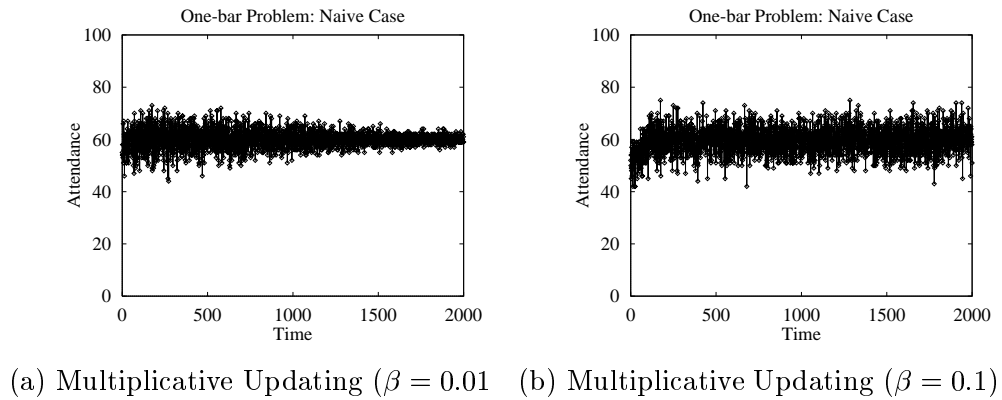 One-bar Problem: Naive Case
100
80
60
40
20
0
Attendance
0 500 1000 1500 2000
Time
(a) Multiplicative Updating (β = 0.01
One-bar Problem: Naive Case
100
80
60
40
20
0
Attendance
0 500 1000 1500 2000
Time
(b) Multiplicative Updating (β = 0.1)